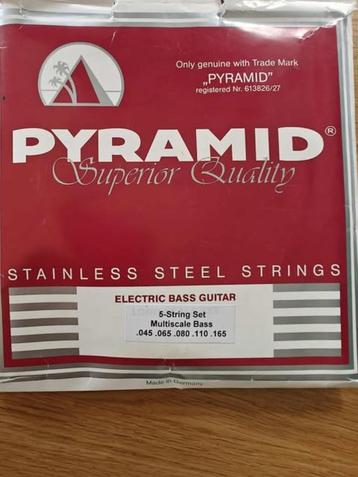 Only genuine with Trade Mark
„PYRAMID”
registered Nr. 613826/27
PYRAMID®
Superior Quality
STAINLESS STEEL STRINGS
ELECTRIC BASS GUITAR
5-String Set
Multiscale Bass
.045 .065 .080 .110 .165
Made in Germany